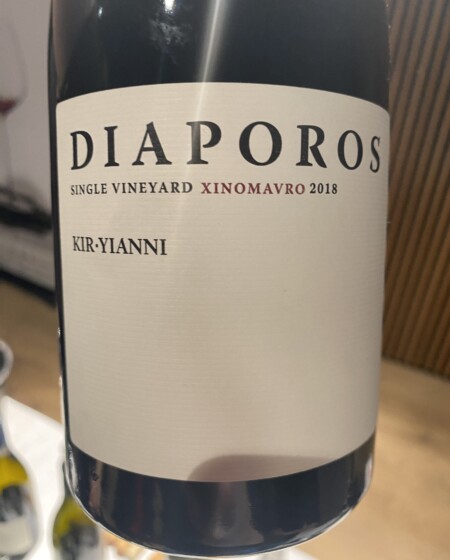 DIAPOROS
SINGLE VINEYARD XINOMAVRO 2018
KIR•YIANNI